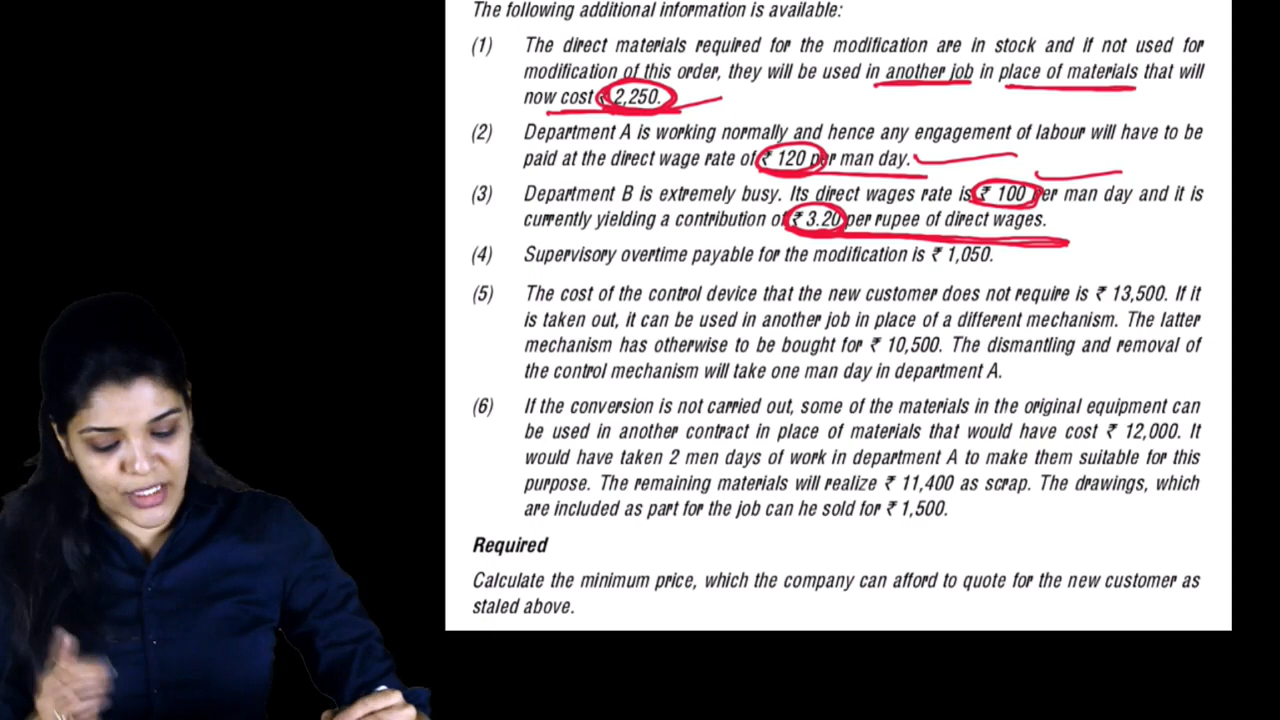 The following additional information is available:
(1) The direct materials required for the modification are in stock and if not used for
modification of this order, they will be used in another job in place of materials that will
now cost ₹ 2,250.
(2) Department A is working normally and hence any engagement of labour will have to be
paid at the direct wage rate of ₹ 120 per man day.
(3) Department B is extremely busy. Its direct wages rate is ₹ 100 per man day and it is
currently yielding a contribution of ₹ 3.20 per rupee of direct wages.
(4) Supervisory overtime payable for the modification is ₹ 1,050.
(5) The cost of the control device that the new customer does not require is ₹ 13,500. If it
is taken out, it can be used in another job in place of a different mechanism. The latter
mechanism has otherwise to be bought for ₹ 10,500. The dismantling and removal of
the control mechanism will take one man day in department A.
(6) If the conversion is not carried out, some of the materials in the original equipment can
be used in another contract in place of materials that would have cost ₹ 12,000. It
would have taken 2 men days of work in department A to make them suitable for this
purpose. The remaining materials will realize ₹ 11,400 as scrap. The drawings, which
are included as part for the job can he sold for ₹ 1,500.
Required
Calculate the minimum price, which the company can afford to quote for the new customer as
staled above.